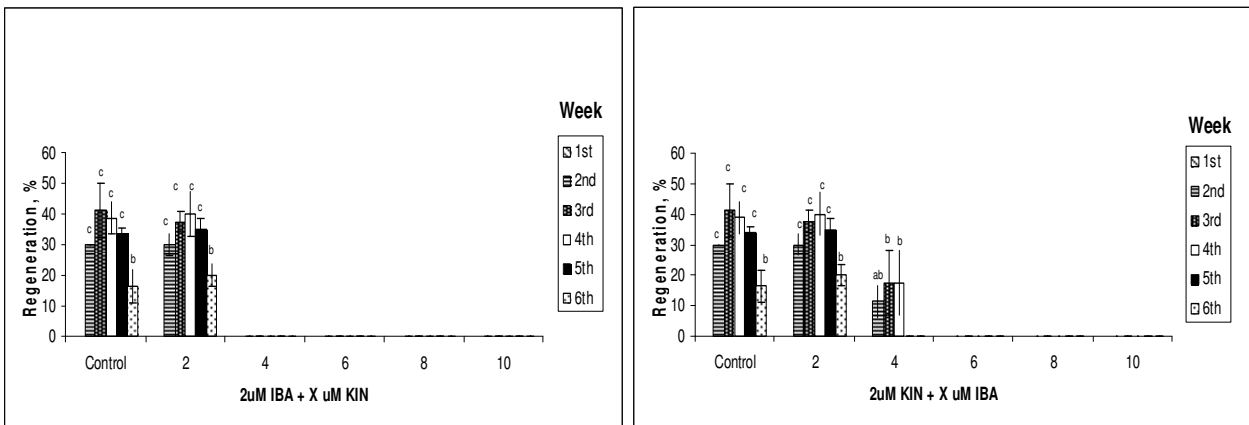 Week
1st
2nd
3rd
4th
5th
6th
Regeneration, %
60
50
40
30
20
10
0
c c c c b
c c c c b
Control 2 4 6 8 10
2uM IBA + X uM KIN
Week
1st
2nd
3rd
4th
5th
6th
Regeneration, %
60
50
40
30
20
10
0
c c c c b
c c c c b
ab b b
Control 2 4 6 8 10
2uM KIN + X uM IBA